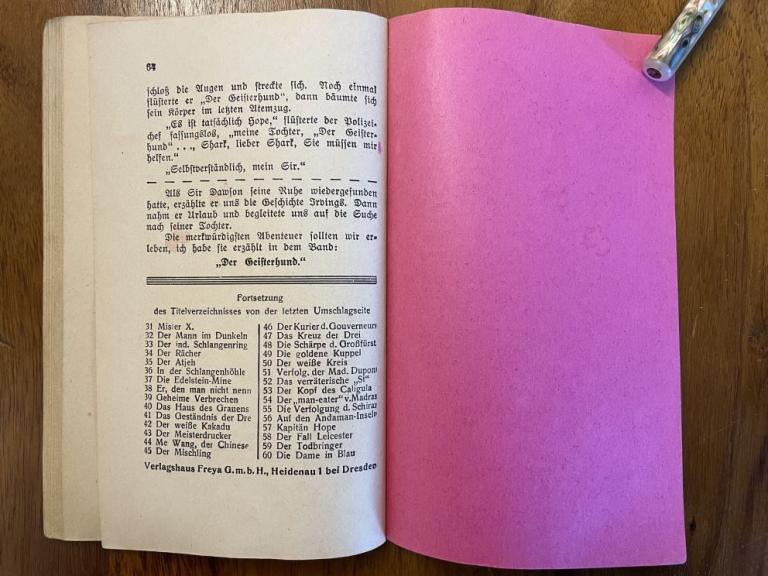 64
schloß die Augen und streckte sich. Noch einmal
flüsterte er „Der Geisterhund“, dann bäumte sich
sein Körper im letzten Atemzug.
„Es ist tatsächlich Hope,“ flüsterte der Polizei-
chef fassungslos, „meine Tochter, „Der Geister-
hund“ . . ., Shark, lieber Shark, Sie müssen mir
helfen.“
„Selbstverständlich, mein Sir.“
Als Sir Dawson seine Ruhe wiedergefunden
hatte, erzählte er uns die Geschichte Irvings. Dann
nahm er Urlaub und begleitete uns auf die Suche
nach seiner Tochter.
Die merkwürdigsten Abenteuer sollten wir er-
leben, ich habe sie erzählt in dem Band:
„Der Geisterhund.“
Fortsetzung
des Titelverzeichnisses von der letzten Umschlagseite
31 Mister X.
32 Der Mann im Dunkeln
33 Der ind. Schlangenring
34 Der Rächer
35 Der Atjeh
36 In der Schlangenhöhle
37 Die Edelstein-Mine
38 Er, den man nicht nenn
39 Geheime Verbrechen
40 Das Haus des Grauens
41 Das Geständnis der Dre
42 Der weiße Kakadu
43 Der Meisterdrucker
44 Me Wang, der Chinese
45 Der Mischling
46 Der Kurier d. Gouverneurs
47 Das Kreuz der Drei
48 Die Schärpe d. Großfürst
49 Die goldene Kuppel
50 Der weiße Kreis
51 Verfolg. der Mad. Dupont
52 Das verräterische „Si“
53 Der Kopf des Caligula
54 Der „man-eater“ v. Madras
55 Die Verfolgung d. Schiraz
56 Auf den Andaman-Inseln
57 Kapitän Hope
58 Der Fall Leicester
59 Der Todbringer
60 Die Dame in Blau
Verlagshaus Freya G. m. b. H., Heidenau 1 bei Dresden